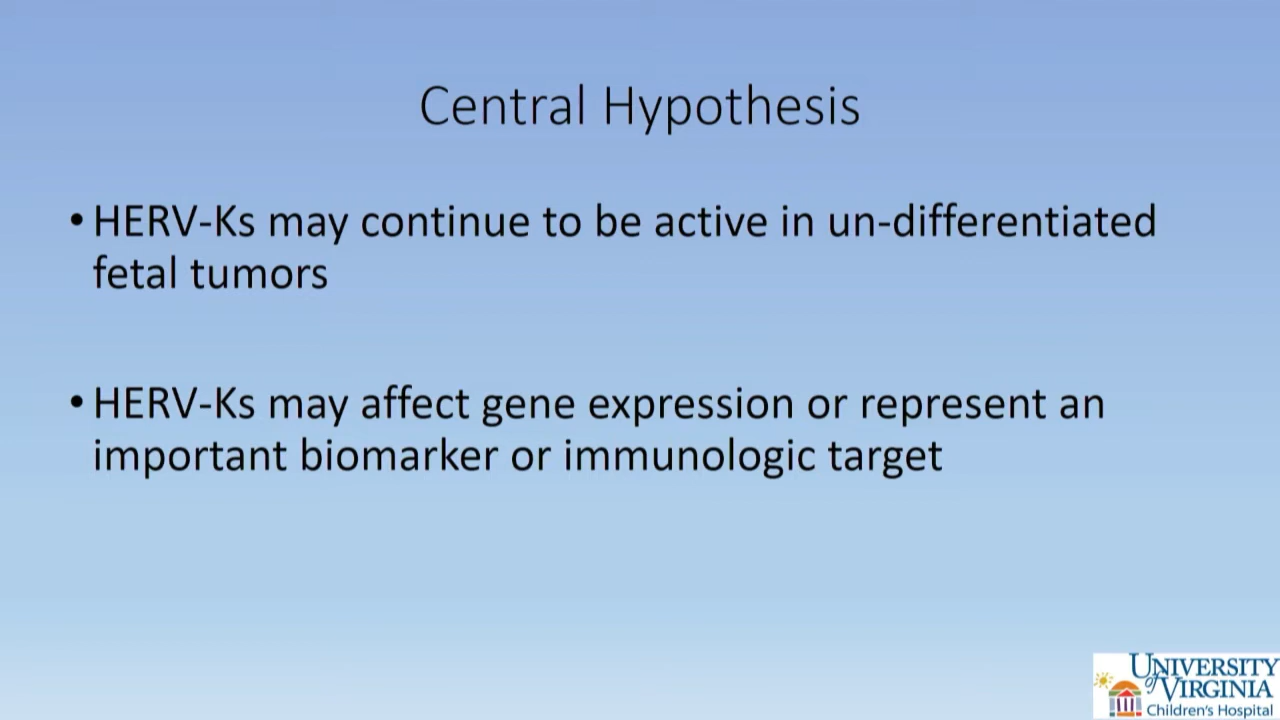 Central Hypothesis
• HERV-Ks may continue to be active in un-differentiated
fetal tumors
• HERV-Ks may affect gene expression or represent an
important biomarker or immunologic target
UNIVERSITY
of VIRGINIA
Children's Hospital